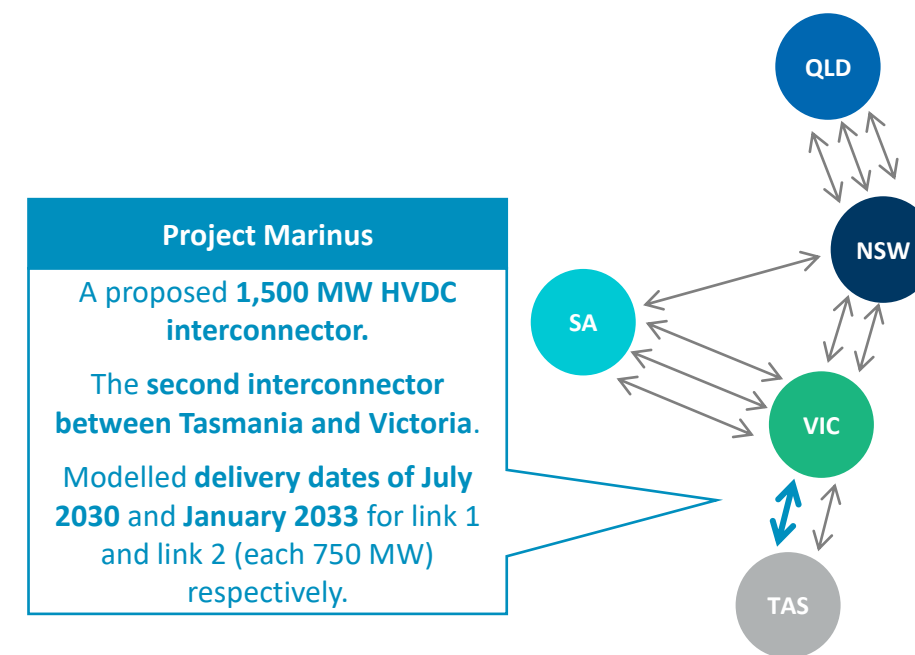 QLD
NSW
SA
VIC
TAS
Project Marinus
A proposed 1,500 MW HVDC
interconnector.
The second interconnector
between Tasmania and Victoria.
Modelled delivery dates of July
2030 and January 2033 for link 1
and link 2 (each 750 MW)
respectively.